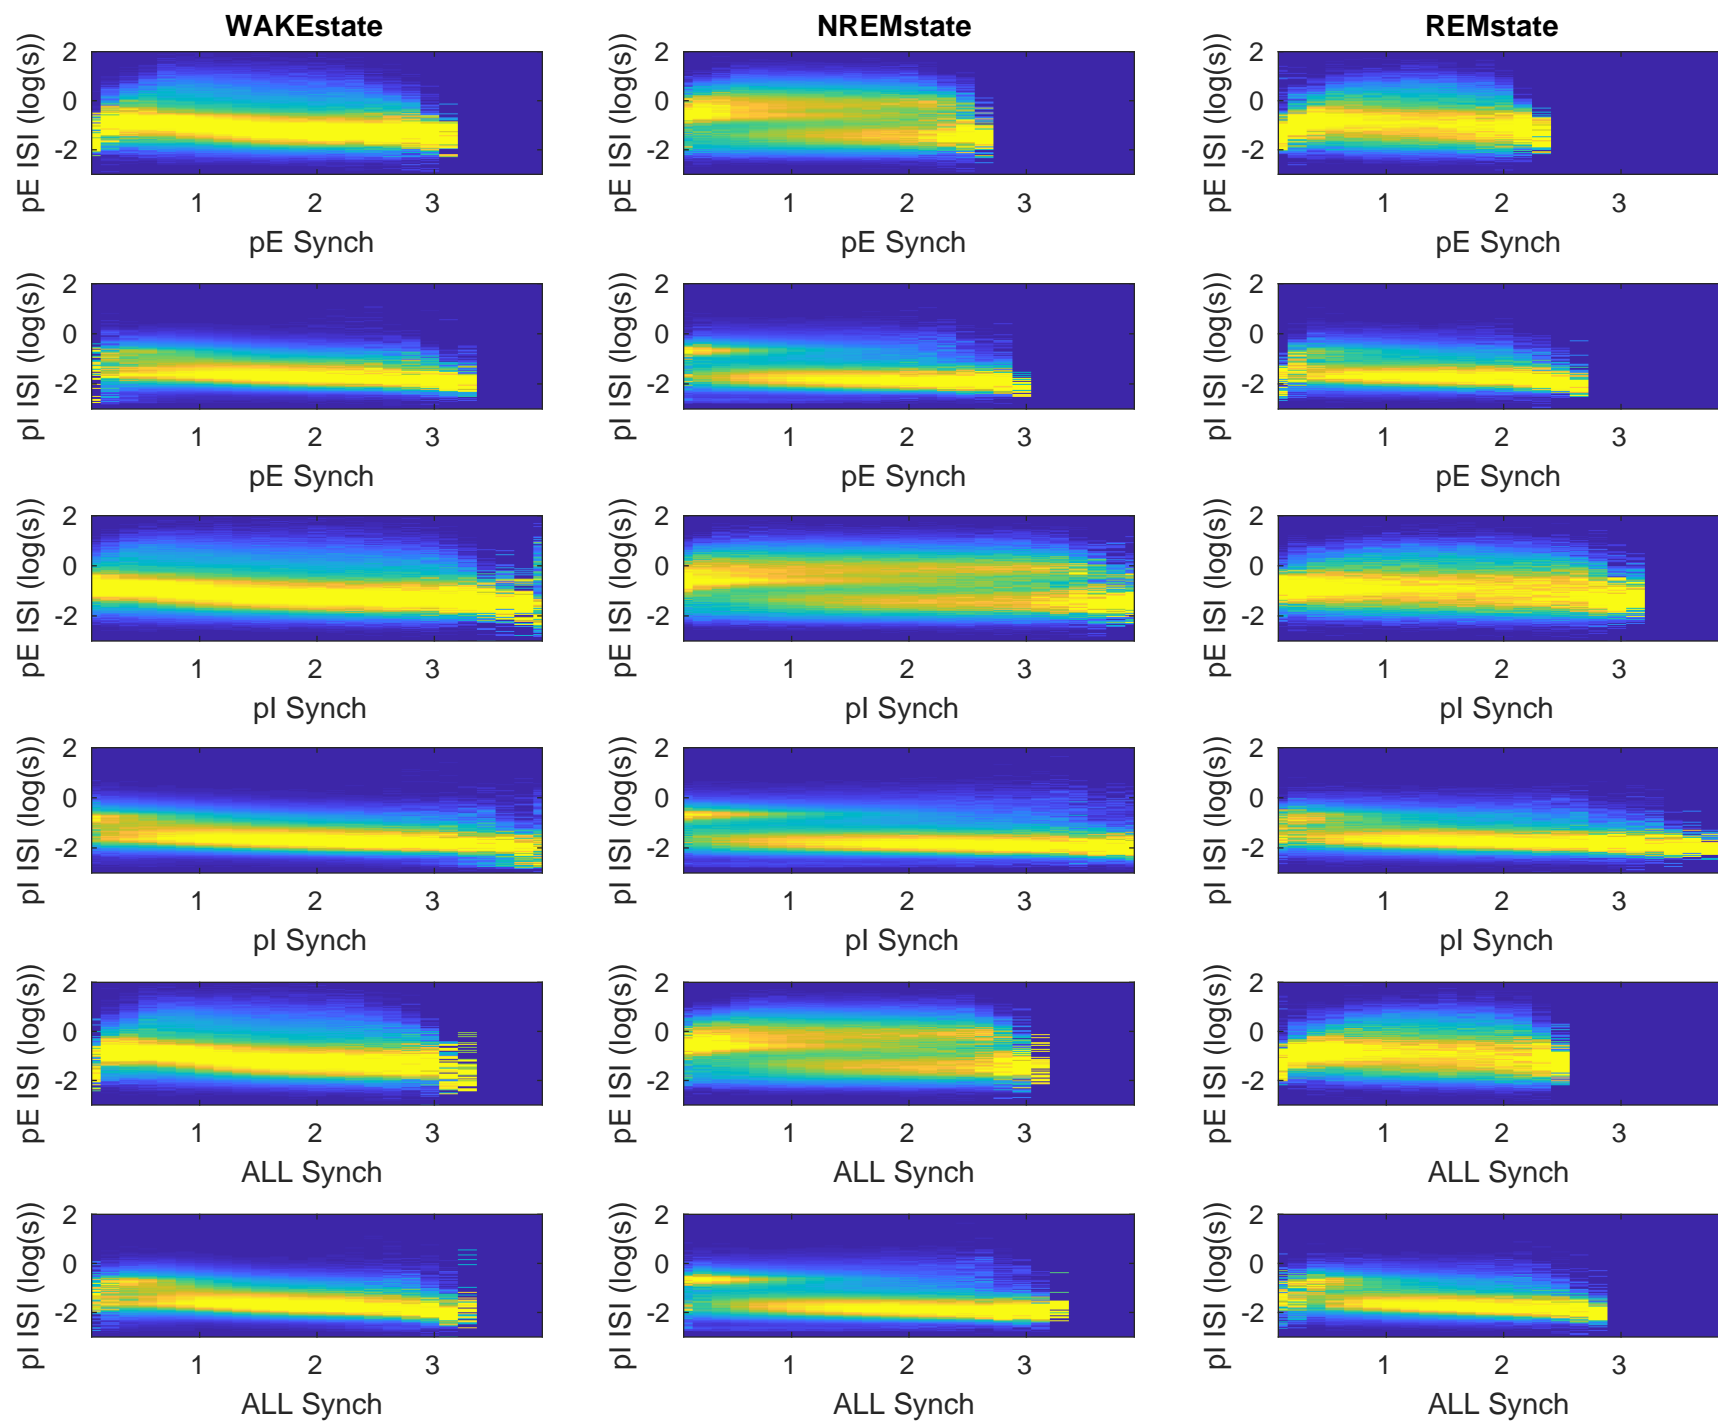 WAKEstate NREMstate REMstate
2 2 2
0 0 0
-2 -2 -2
pE ISI (log(s)) pE ISI (log(s)) pE ISI (log(s))
1 2 3 1 2 3 1 2 3
pE Synch pE Synch pE Synch
2 2 2
0 0 0
-2 -2 -2
pI ISI (log(s)) pI ISI (log(s)) pI ISI (log(s))
1 2 3 1 2 3 1 2 3
pE Synch pE Synch pE Synch
2 2 2
0 0 0
-2 -2 -2
pE ISI (log(s)) pE ISI (log(s)) pE ISI (log(s))
1 2 3 1 2 3 1 2 3
pI Synch pI Synch pI Synch
2 2 2
0 0 0
-2 -2 -2
pI ISI (log(s)) pI ISI (log(s)) pI ISI (log(s))
1 2 3 1 2 3 1 2 3
pI Synch pI Synch pI Synch
2 2 2
0 0 0
-2 -2 -2
pE ISI (log(s)) pE ISI (log(s)) pE ISI (log(s))
1 2 3 1 2 3 1 2 3
ALL Synch ALL Synch ALL Synch
2 2 2
0 0 0
-2 -2 -2
pI ISI (log(s)) pI ISI (log(s)) pI ISI (log(s))
1 2 3 1 2 3 1 2 3
ALL Synch ALL Synch ALL Synch